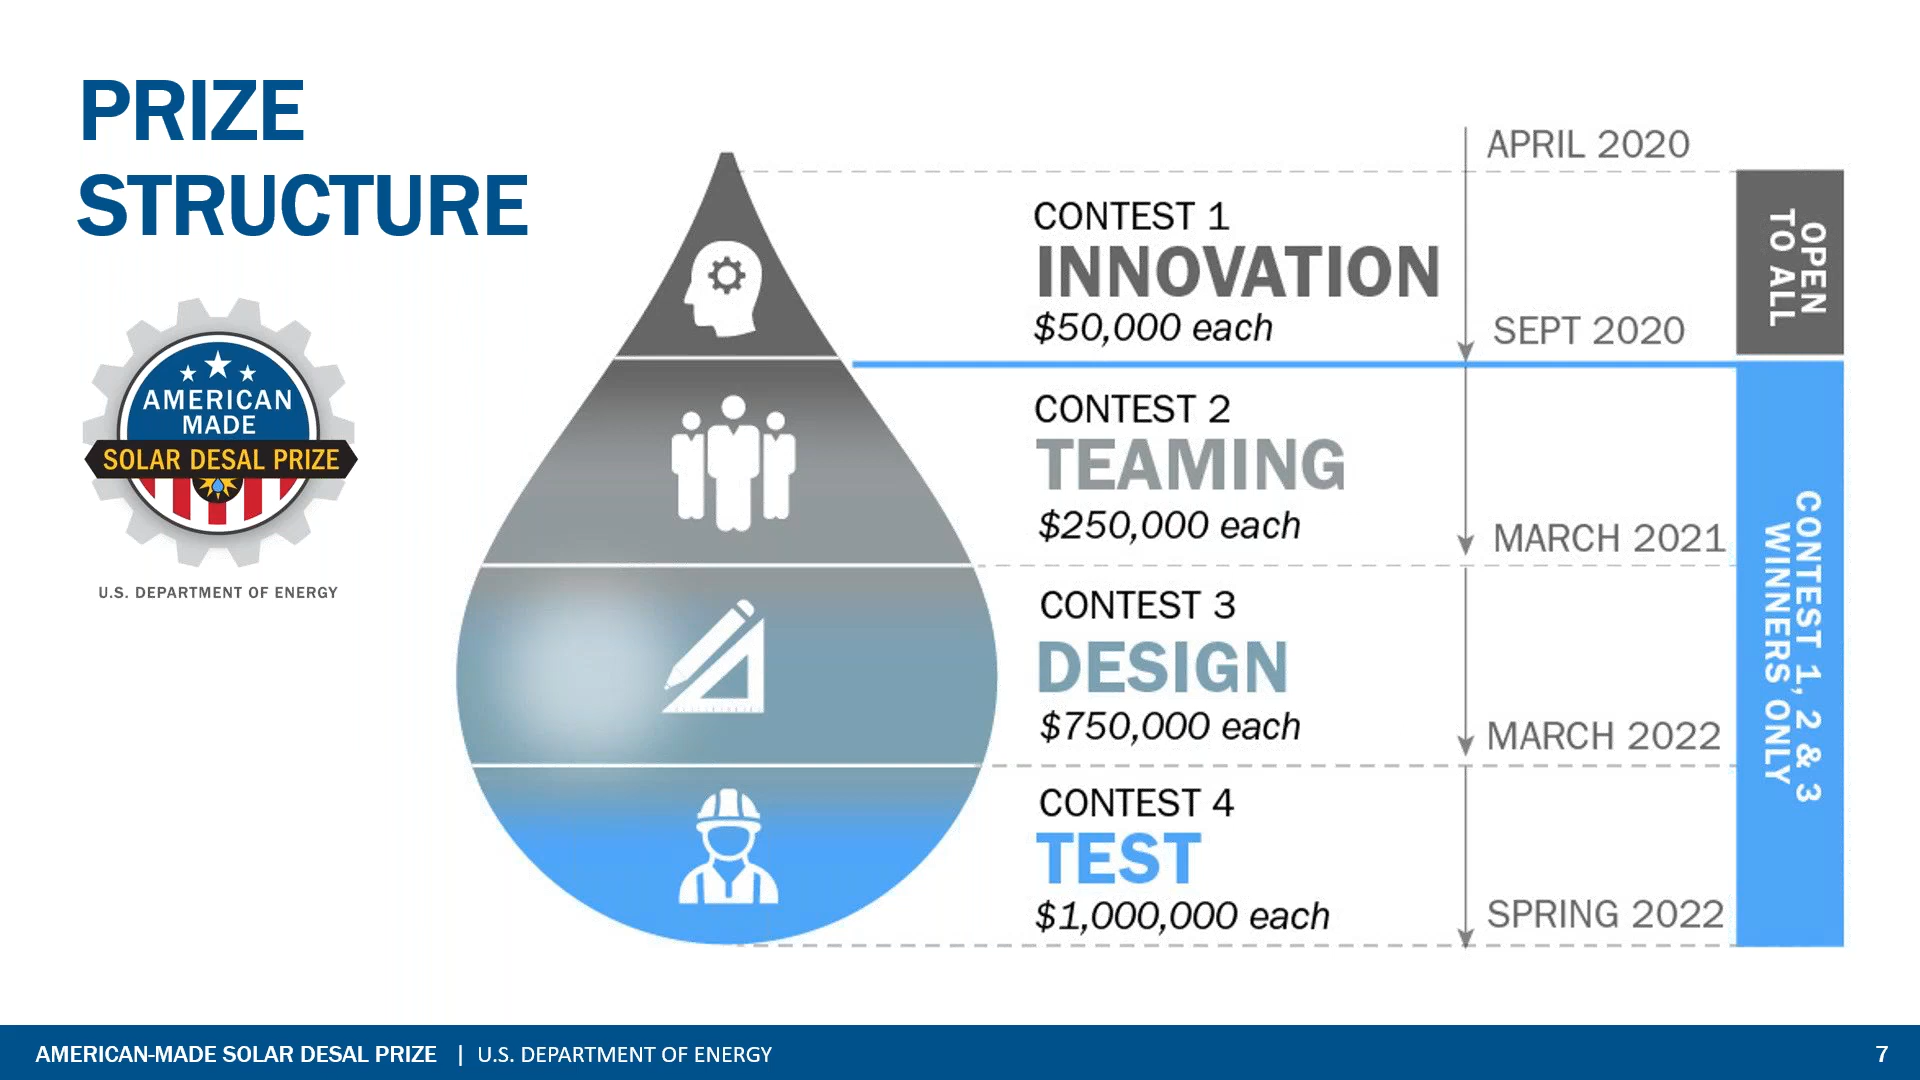 PRIZE
STRUCTURE
AMERICAN
MADE
SOLAR DESAL PRIZE
U.S. DEPARTMENT OF ENERGY
APRIL 2020
CONTEST 1
INNOVATION
$50,000 each
SEPT 2020
OPEN
TO ALL
CONTEST 2
TEAMING
$250,000 each
MARCH 2021
CONTEST 3
DESIGN
$750,000 each
MARCH 2022
CONTEST 4
TEST
$1,000,000 each
SPRING 2022
CONTEST 1, 2 & 3
WINNERS ONLY
AMERICAN-MADE SOLAR DESAL PRIZE | U.S. DEPARTMENT OF ENERGY
7